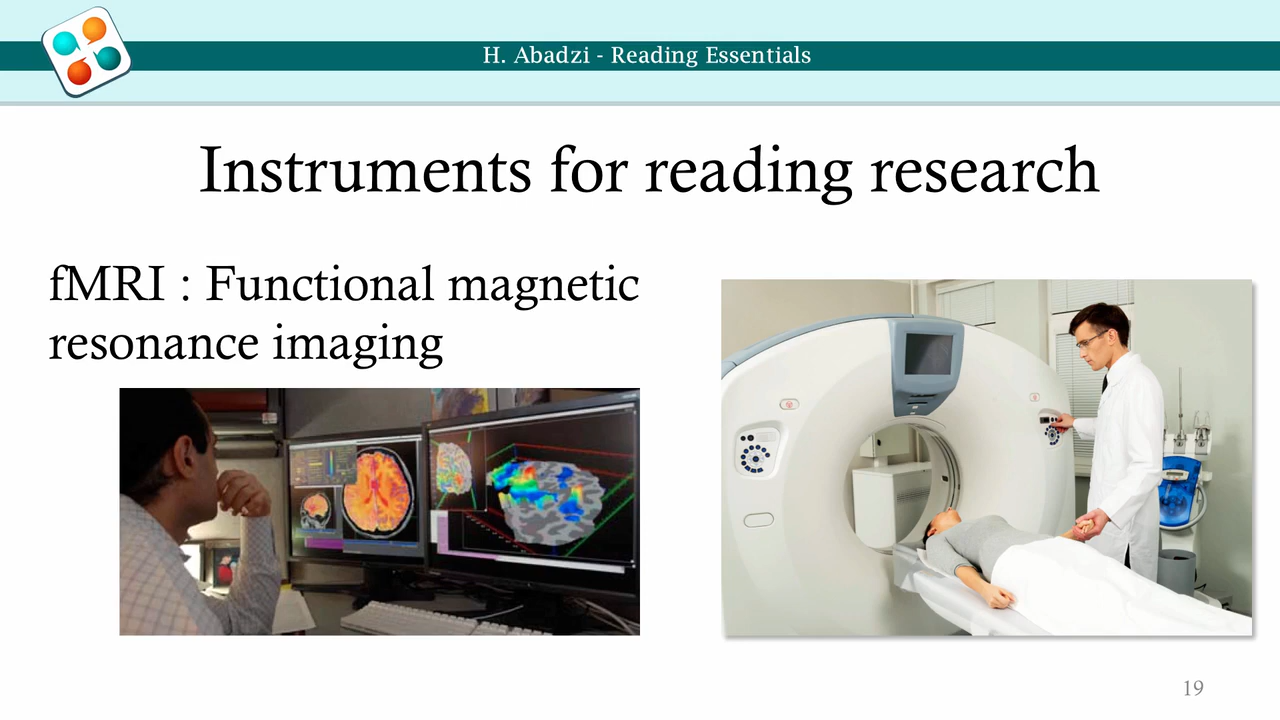 H. Abadzi - Reading Essentials
Instruments for reading research
fMRI : Functional magnetic
resonance imaging
19